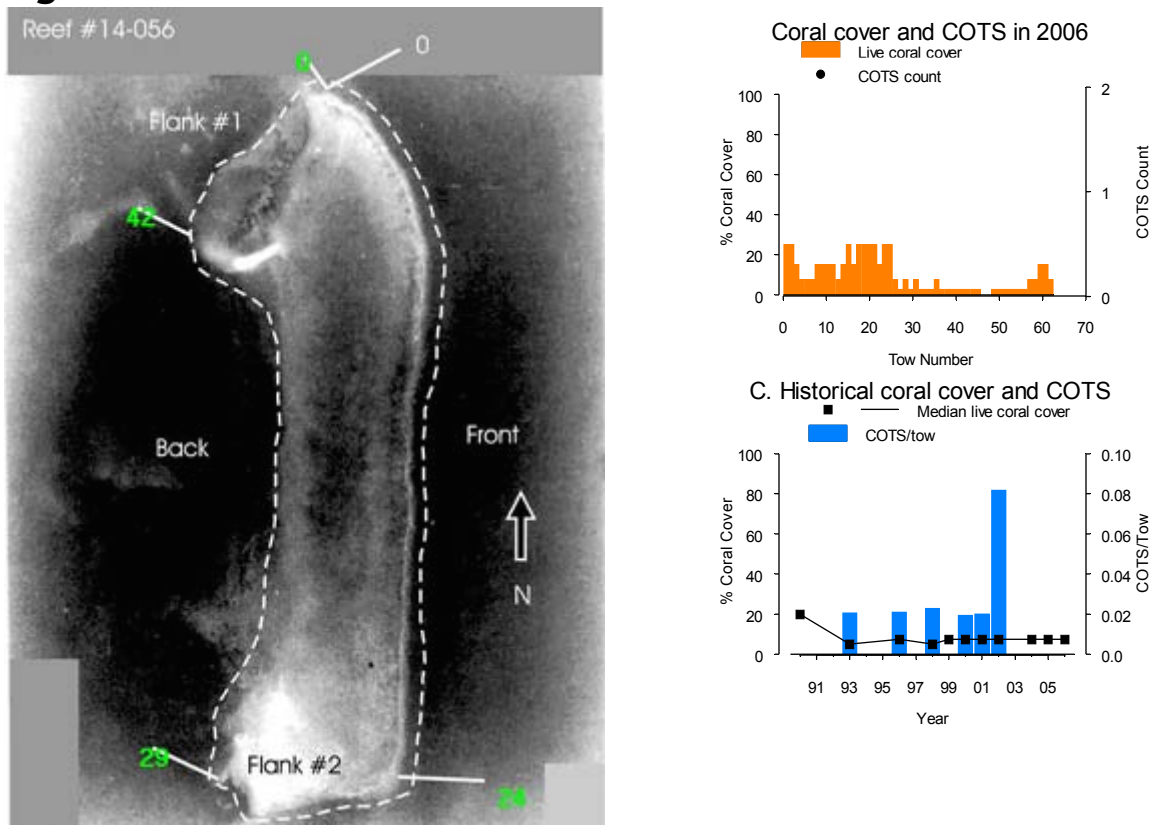 Reef #14-056
0
0
Flank #1
42
Back
Front
N
29
Flank #2
24
Coral cover and COTS in 2006
Live coral cover
COTS count
100
80
60
40
20
0
% Coral Cover
2
1
0
COTS Count
0 10 20 30 40 50 60 70
Tow Number
C. Historical coral cover and COTS
Median live coral cover
COTS/tow
100
80
60
40
20
0
% Coral Cover
0.10
0.08
0.06
0.04
0.02
0.0
COTS/Tow
91 93 95 97 99 01 03 05
Year